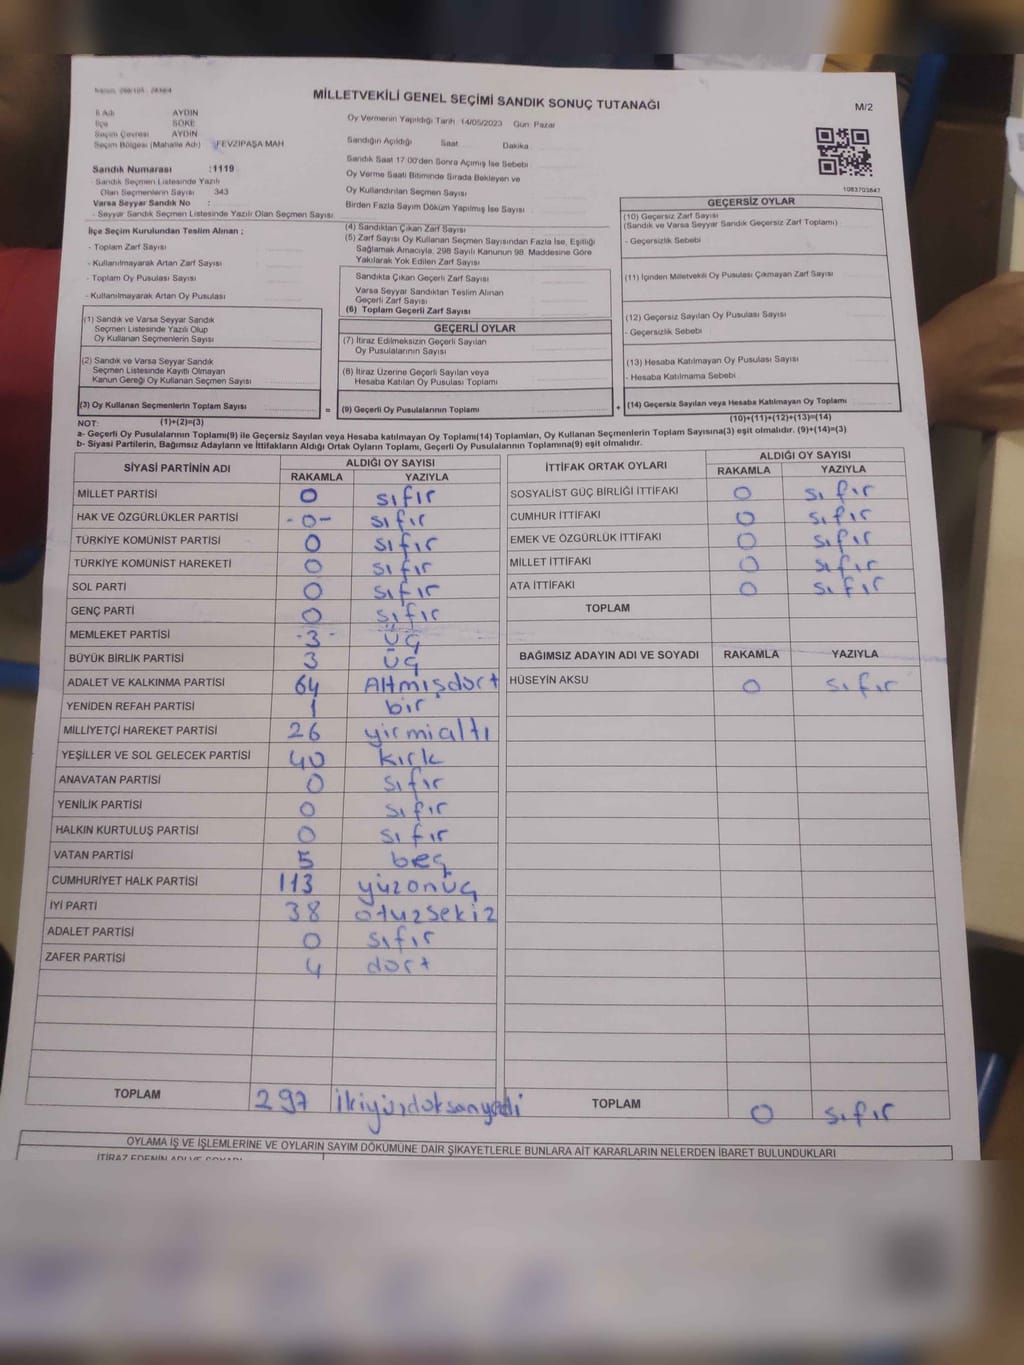 MİLLETVEKİLİ GENEL SEÇİMİ SANDIK SONUÇ TUTANAĞI
M/2
İl Adı AYDIN
İlçe SÖKE
Seçim Çevresi AYDIN
Seçim Bölgesi (Mahalle Adı) : FEVZİPAŞA MAH
Oy Vermenin Yapıldığı Tarih :14/05/2023 Gün: Pazar
Sandığın Açıldığı Saat Dakika
Sandık Saat 17:00'den Sonra Açımış İse Sebebi
Oy Verme Saati Bitiminde Sırada Bekleyen ve
Oy Kullandırılan Seçmen Sayısı
Birden Fazla Sayım Döküm Yapılmış İse Sayısı
1083703847
Sandık Numarası :1119
- Sandık Seçmen Listesinde Yazılı
Olan Seçmenlerin Sayısı 343
Varsa Seyyar Sandık No :
- Seyyar Sandık Seçmen Listesinde Yazılı Olan Seçmen Sayısı
İlçe Seçim Kurulundan Teslim Alınan ;
- Toplam Zarf Sayısı
- Kullanılmayarak Artan Zarf Sayısı
- Toplam Oy Pusulası Sayısı
- Kullanılmayarak Artan Oy Pusulası
(1) Sandık ve Varsa Seyyar Sandık
Seçmen Listesinde Yazılı Olup
Oy Kullanan Seçmenlerin Sayısı
(2) Sandık ve Varsa Seyyar Sandık
Seçmen Listesinde Kayıtlı Olmayan
Kanun Gereği Oy Kullanan Seçmen Sayısı
(3) Oy Kullanan Seçmenlerin Toplam Sayısı
(4) Sandıktan Çıkan Zarf Sayısı
(5) Zarf Sayısı Oy Kullanan Seçmen Sayısından Fazla İse, Eşitliği
Sağlamak Amacıyla, 298 Sayılı Kanunun 98. Maddesine Göre
Yakılarak Yok Edilen Zarf Sayısı
Sandıkta Çıkan Geçerli Zarf Sayısı
Varsa Seyyar Sandıktan Teslim Alınan
Geçerli Zarf Sayısı
(6) Toplam Geçerli Zarf Sayısı
GEÇERLİ OYLAR
(7) İtiraz Edilmeksizin Geçerli Sayılan
Oy Pusulalarının Sayısı
(8) İtiraz Üzerine Geçerli Sayılan veya
Hesaba Katılan Oy Pusulası Toplamı
= (9) Geçerli Oy Pusulalarının Toplamı
GEÇERSİZ OYLAR
(10) Geçersiz Zarf Sayısı
(Sandık ve Varsa Seyyar Sandık Geçersiz Zarf Toplamı)
- Geçersizlik Sebebi
(11) İçinden Milletvekili Oy Pusulası Çıkmayan Zarf Sayısı
(12) Geçersiz Sayılan Oy Pusulası Sayısı
- Geçersizlik Sebebi
(13) Hesaba Katılmayan Oy Pusulası Sayısı
- Hesaba Katılmama Sebebi
+ (14) Geçersiz Sayılan veya Hesaba Katılmayan Oy Toplamı
NOT: (1)+(2)=(3) (10)+(11)+(12)+(13)=(14)
a- Geçerli Oy Pusulalarının Toplamı(9) ile Geçersiz Sayılan veya Hesaba katılmayan Oy Toplamı(14) Toplamları, Oy Kullanan Seçmenlerin Toplam Sayısına(3) eşit olmalıdır. (9)+(14)=(3)
b- Siyasi Partilerin, Bağımsız Adayların ve İttifakların Aldığı Ortak Oyların Toplamı, Geçerli Oy Pusulalarının Toplamına(9) eşit olmalıdır.
SİYASİ PARTİNİN ADI ALDIĞI OY SAYISI
RAKAMLA YAZIYLA
MİLLET PARTİSİ 0 sıfır
HAK VE ÖZGÜRLÜKLER PARTİSİ -0- sıfır
TÜRKİYE KOMÜNİST PARTİSİ 0 sıfır
TÜRKİYE KOMÜNİST HAREKETİ 0 sıfır
SOL PARTİ 0 sıfır
GENÇ PARTİ 0 sıfır
MEMLEKET PARTİSİ -3- üç
BÜYÜK BİRLİK PARTİSİ 3 üç
ADALET VE KALKINMA PARTİSİ 64 Altmışdört
YENİDEN REFAH PARTİSİ 1 bir
MİLLİYETÇİ HAREKET PARTİSİ 26 yirmialtı
YEŞİLLER VE SOL GELECEK PARTİSİ 40 kırk
ANAVATAN PARTİSİ 0 sıfır
YENİLİK PARTİSİ 0 sıfır
HALKIN KURTULUŞ PARTİSİ 0 sıfır
VATAN PARTİSİ 5 beş
CUMHURİYET HALK PARTİSİ 113 yüzonüç
İYİ PARTİ 38 otuzsekiz
ADALET PARTİSİ 0 sıfır
ZAFER PARTİSİ 4 dört
TOPLAM 297 İkiyüzdoksanyedi
İTTİFAK ORTAK OYLARI ALDIĞI OY SAYISI
RAKAMLA YAZIYLA
SOSYALİST GÜÇ BİRLİĞİ İTTİFAKI 0 sıfır
CUMHUR İTTİFAKI 0 sıfır
EMEK VE ÖZGÜRLÜK İTTİFAKI 0 sıfır
MİLLET İTTİFAKI 0 sıfır
ATA İTTİFAKI 0 sıfır
TOPLAM
BAĞIMSIZ ADAYIN ADI VE SOYADI RAKAMLA YAZIYLA
HÜSEYİN AKSU 0 sıfır
TOPLAM 0 sıfır
OYLAMA İŞ VE İŞLEMLERİNE VE OYLARIN SAYIM DÖKÜMÜNE DAİR ŞİKAYETLERLE BUNLARA AİT KARARLARIN NELERDEN İBARET BULUNDUKLARI